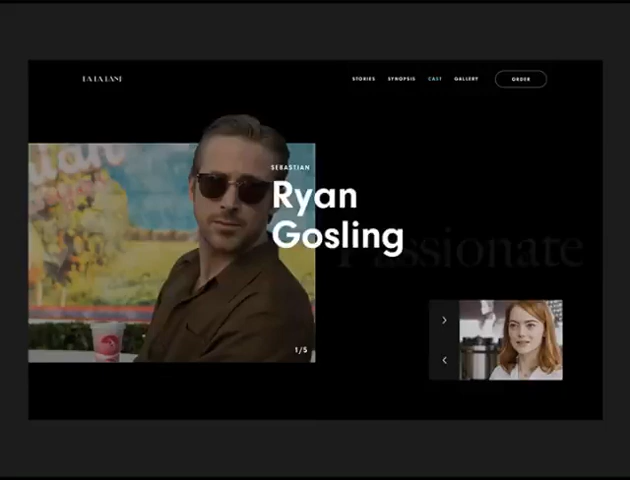 LA LA LAND
STORIES SYNOPSIS CAST GALLERY ORDER
SEBASTIAN
Ryan
Gosling
Passionate
1/5